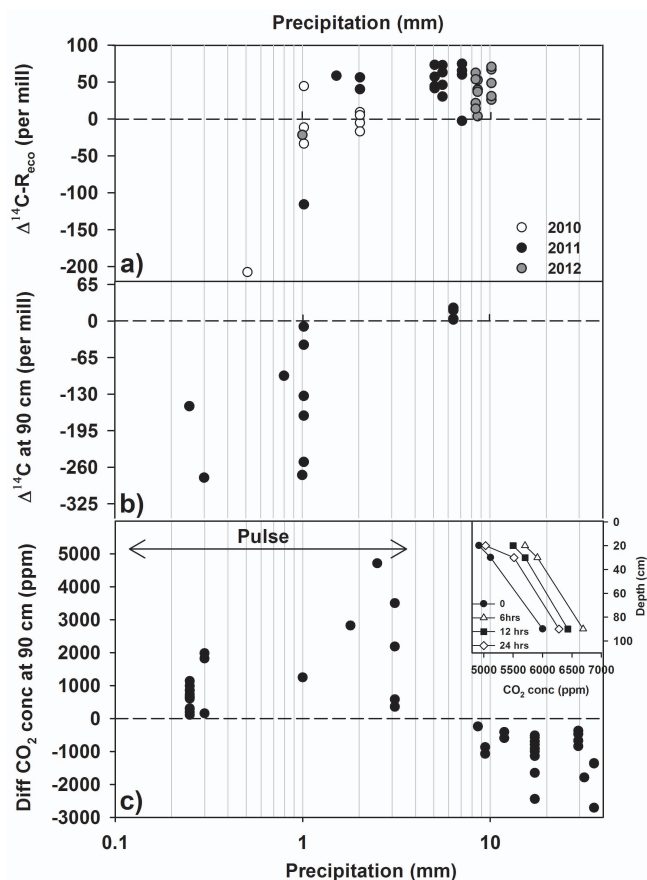 Precipitation (mm)
Δ¹⁴C-Rₑcₒ (per mill)
100
50
0
-50
-100
-150
-200
2010
2011
2012
a)
Δ¹⁴C at 90 cm (per mill)
65
0
-65
-130
-195
-260
-325
b)
Diff CO₂ conc at 90 cm (ppm)
5000
4000
3000
2000
1000
0
-1000
-2000
-3000
Pulse
c)
0
20
40
60
80
100
Depth (cm)
0
6hrs
12 hrs
24 hrs
5000 5500 6000 6500 7000
CO₂ conc (ppm)
0.1 1 10
Precipitation (mm)